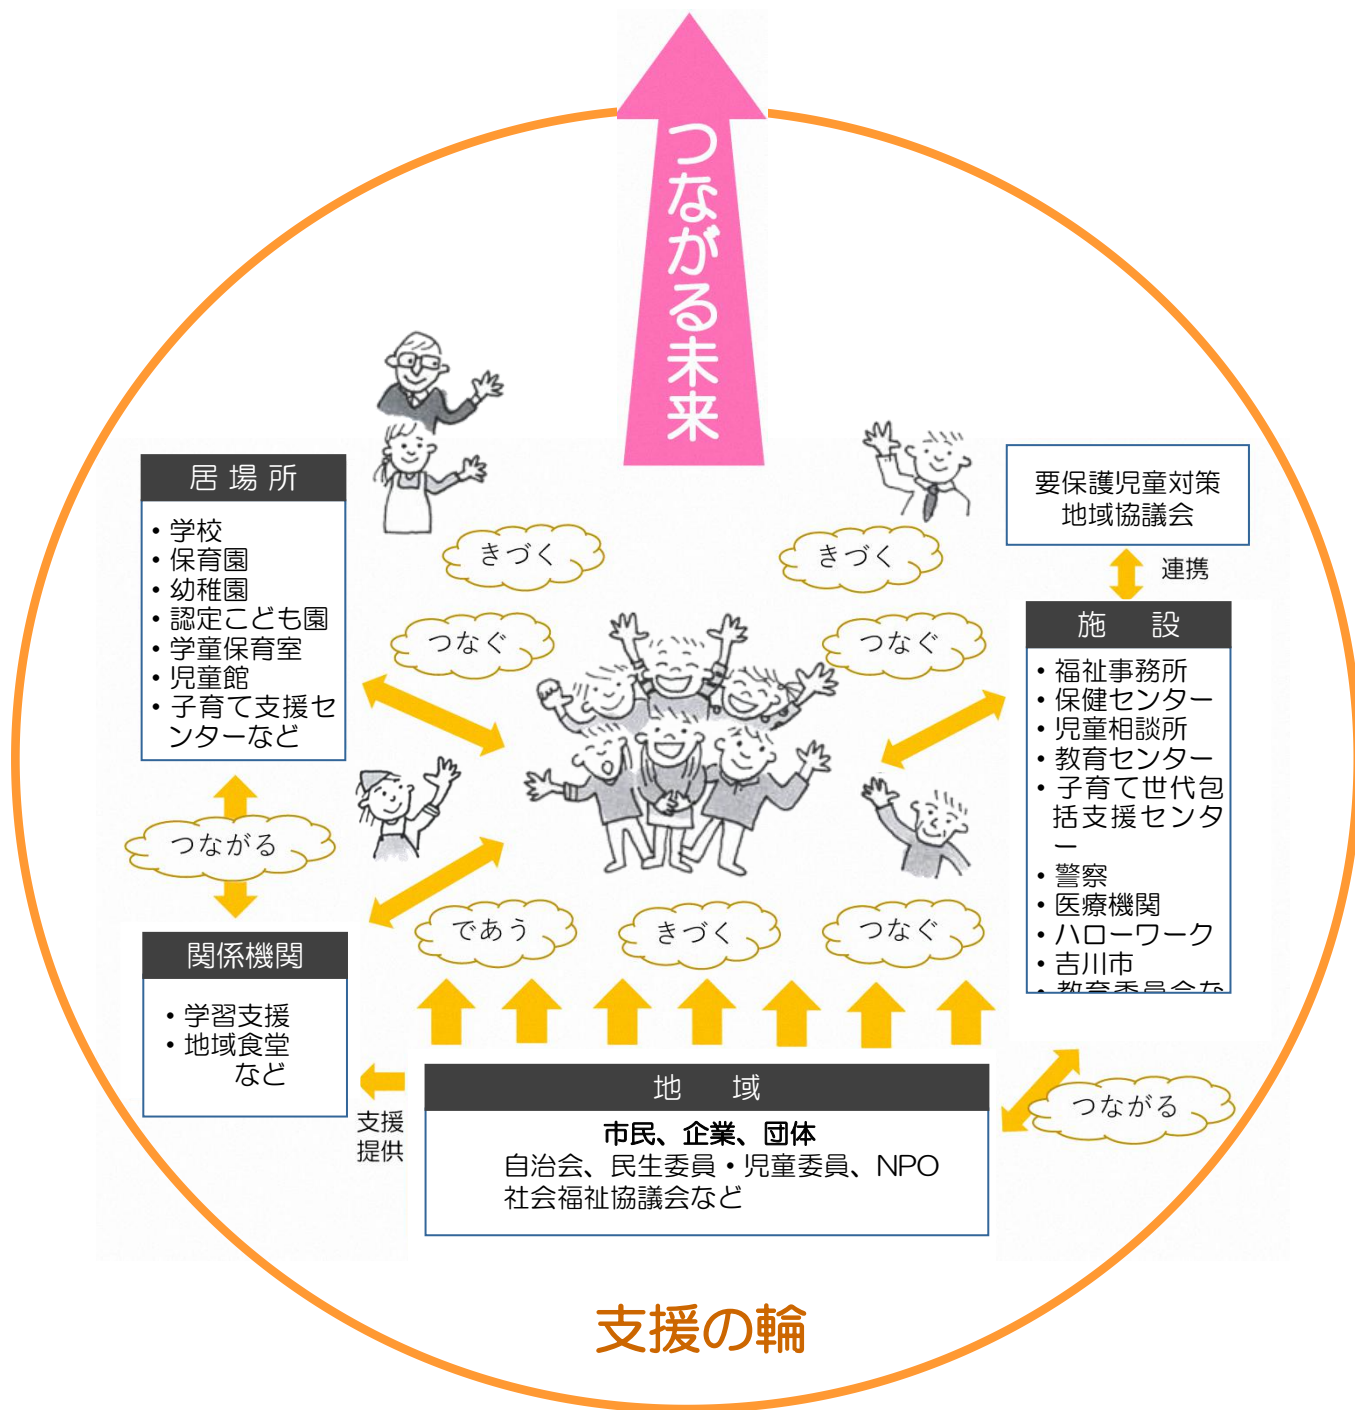 つながる未来
居場所
・学校
・保育園
・幼稚園
・認定こども園
・学童保育室
・児童館
・子育て支援セ
ンターなど
きづく
つなぐ
きづく
つなぐ
要保護児童対策
地域協議会
連携
施　設
・福祉事務所
・保健センター
・児童相談所
・教育センター
・子育て世代包
括支援センタ
ー
・警察
・医療機関
・ハローワーク
・吉川市
・教育委員会な
つながる
関係機関
・学習支援
・地域食堂
など
であう
きづく
つなぐ
支援
提供
地　域
市民、企業、団体
自治会、民生委員・児童委員、NPO
社会福祉協議会など
つながる
支援の輪